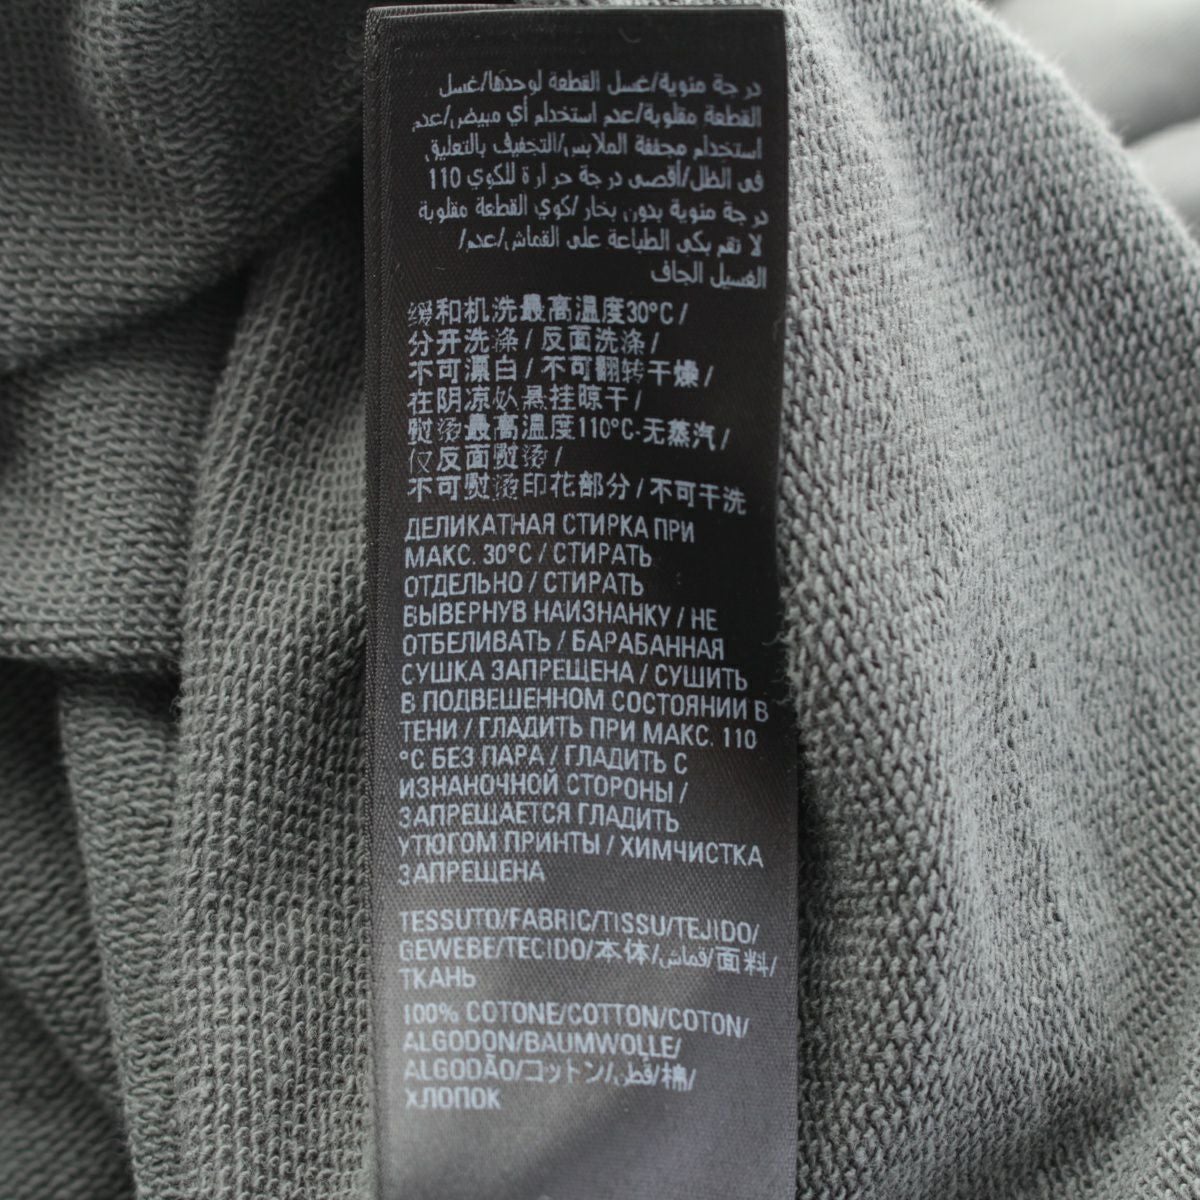 درجة مئوية/غسل القطعة لوحدها/غسل
القطعة مقلوبة/عدم استخدام أي مبيض/عدم
استخدام مجففة الملابس/التجفيف بالتعليق
في الظل/أقصى درجة حرارة للكوي 110
درجة مئوية بدون بخار/كوي القطعة مقلوبة
لا تقم بكي الطباعة على القماش/عدم/
الغسيل الجاف
缓和机洗最高温度30°C/
分开洗涤/反面洗涤/
不可漂白/不可翻转干燥/
在阴凉处悬挂晾干/
熨烫最高温度110°C-无蒸汽/
仅反面熨烫/
不可熨烫印花部分/不可干洗
ДЕЛИКАТНАЯ СТИРКА ПРИ
МАКС. 30°C / СТИРАТЬ
ОТДЕЛЬНО / СТИРАТЬ
ВЫВЕРНУВ НАИЗНАНКУ / НЕ
ОТБЕЛИВАТЬ / БАРАБАННАЯ
СУШКА ЗАПРЕЩЕНА / СУШИТЬ
В ПОДВЕШЕННОМ СОСТОЯНИИ В
ТЕНИ / ГЛАДИТЬ ПРИ МАКС. 110
°C БЕЗ ПАРА / ГЛАДИТЬ С
ИЗНАНОЧНОЙ СТОРОНЫ /
ЗАПРЕЩАЕТСЯ ГЛАДИТЬ
УТЮГОМ ПРИНТЫ / ХИМЧИСТКА
ЗАПРЕЩЕНА
TESSUTO/FABRIC/TISSU/TEJIDO/
GEWEBE/TECIDO/本体/قماش/面料/
ТКАНЬ
100% COTONE/COTTON/COTON/
ALGODON/BAUMWOLLE/
ALGODÃO/コットン/قطن/棉/
ХЛОПОК